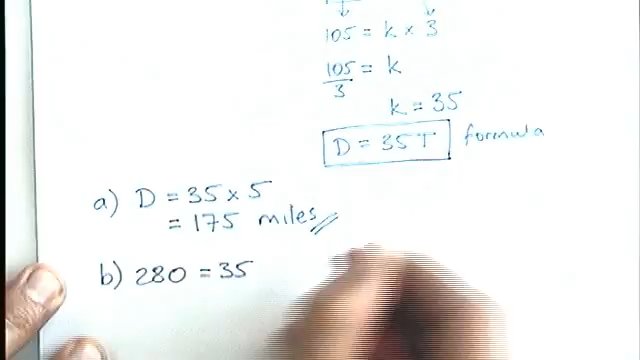 105 = k × 3
105/3 = k
k = 35
D = 35T formula
a) D = 35 × 5
= 175 miles
b) 280 = 35